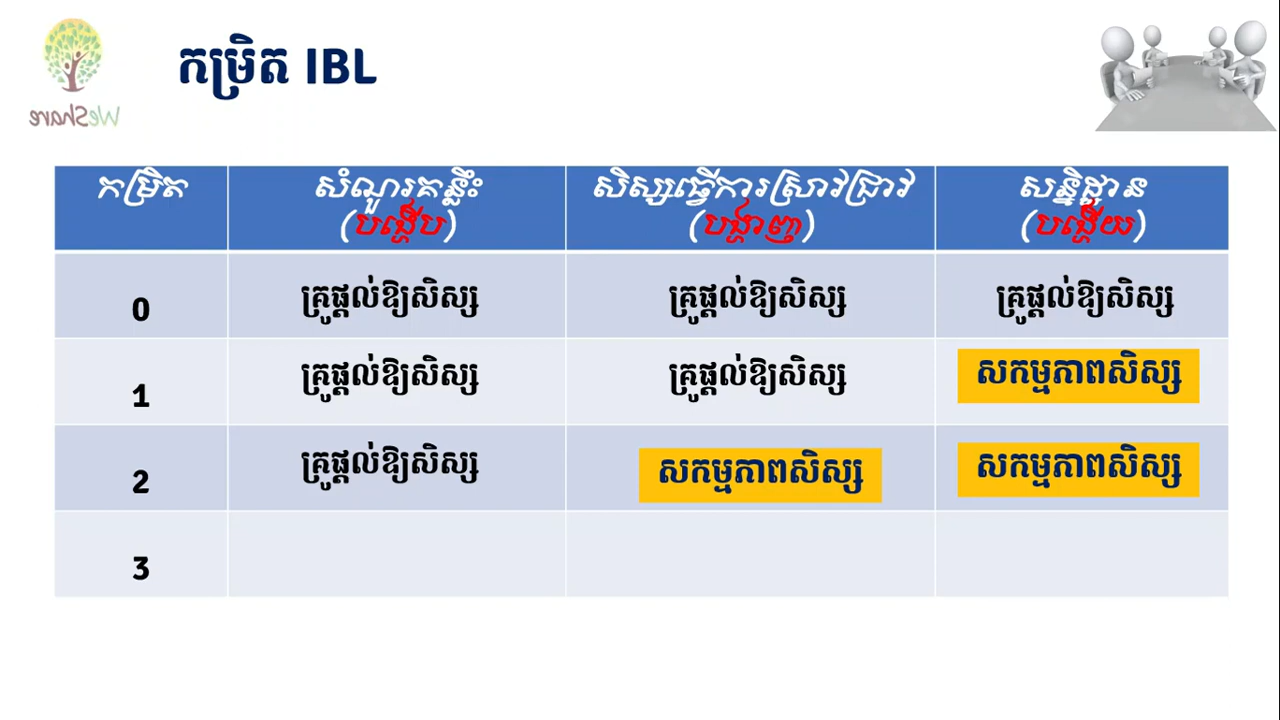 កម្រិត IBL
WeShare
កម្រិត សំណួរគន្លឹះ សិស្សធ្វើការស្រាវជ្រាវ សន្និដ្ឋាន
(បង្កើប) (បង្ហាញ) (បង្កើយ)
0 គ្រូផ្តល់ឱ្យសិស្ស គ្រូផ្តល់ឱ្យសិស្ស គ្រូផ្តល់ឱ្យសិស្ស
1 គ្រូផ្តល់ឱ្យសិស្ស គ្រូផ្តល់ឱ្យសិស្ស សកម្មភាពសិស្ស
2 គ្រូផ្តល់ឱ្យសិស្ស សកម្មភាពសិស្ស សកម្មភាពសិស្ស
3